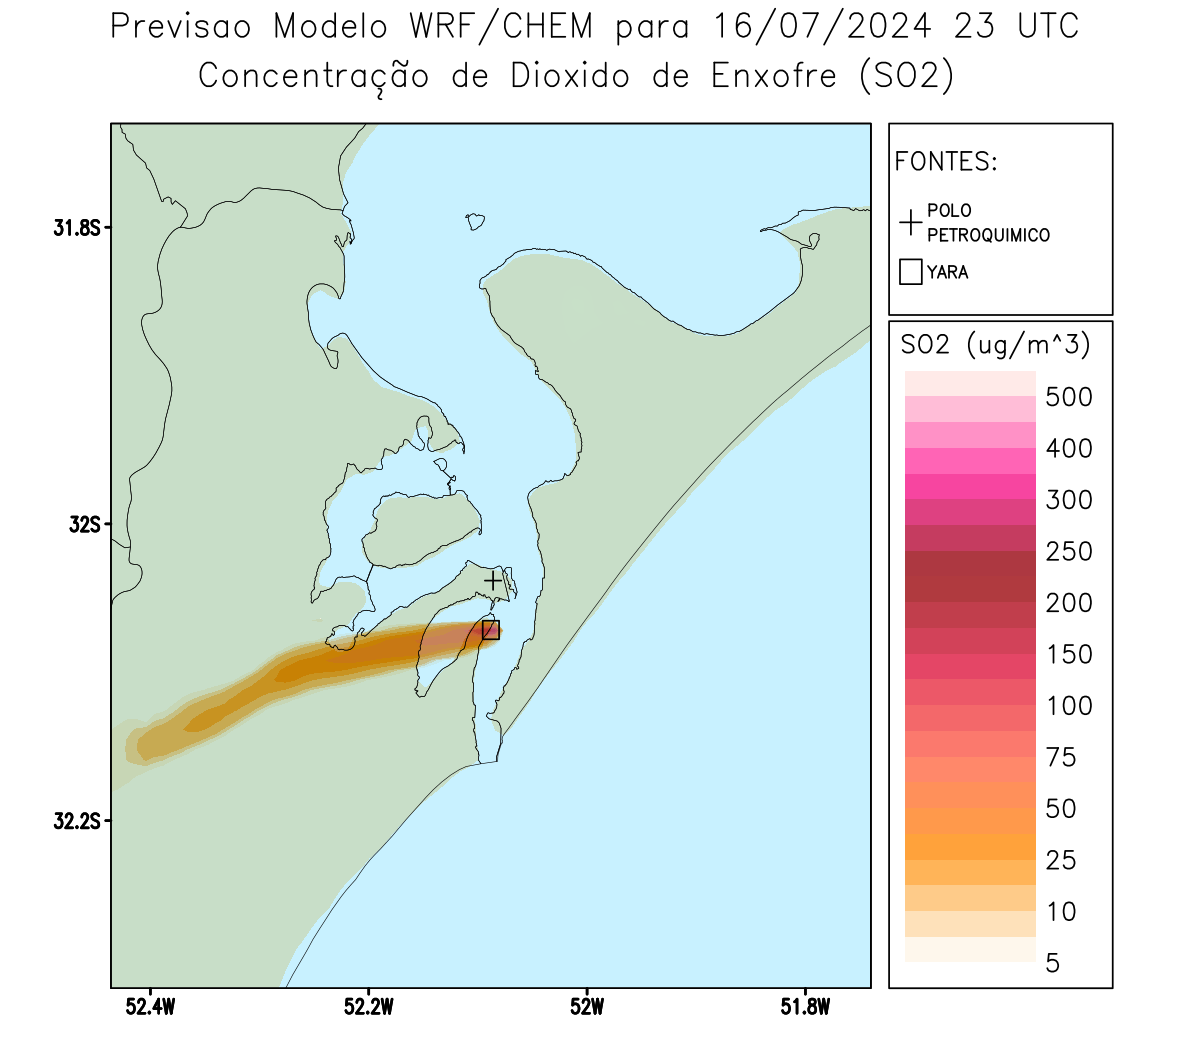 Previsao Modelo WRF/CHEM para 16/07/2024 23 UTC
Concentração de Dioxido de Enxofre (SO2)
FONTES:
POLO
PETROQUIMICO
YARA
SO2 (ug/m^3)
500
400
300
250
200
150
100
75
50
25
10
5
31.8S
32S
32.2S
52.4W
52.2W
52W
51.8W